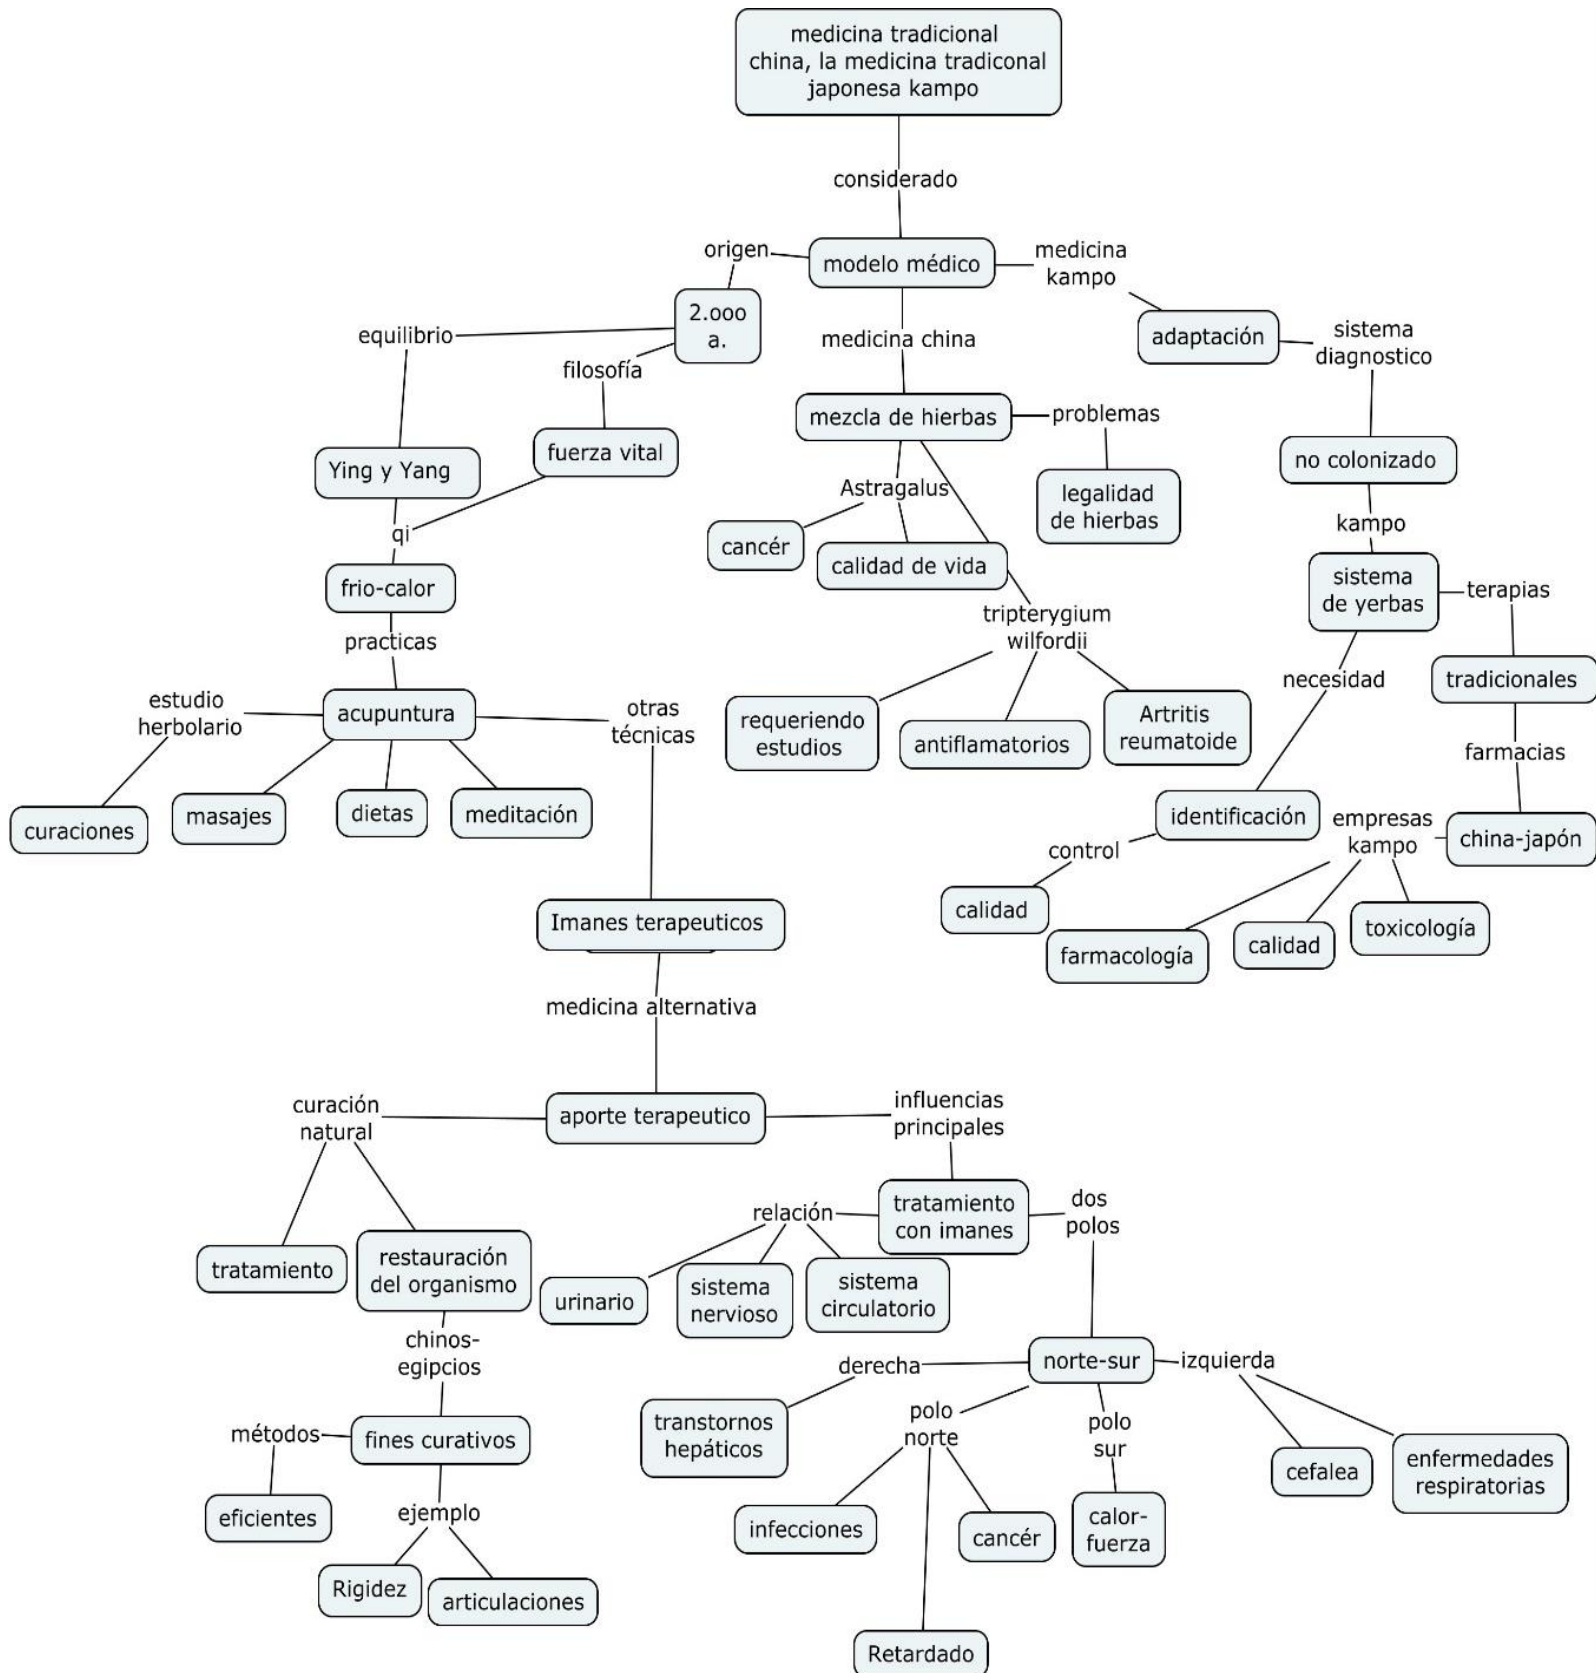 medicina tradicional
china, la medicina tradiconal
japonesa kampo
considerado
origen
modelo médico
medicina
kampo
2.ooo
a.
equilibrio
filosofía
medicina china
adaptación
sistema
diagnostico
mezcla de hierbas
problemas
Ying y Yang
fuerza vital
no colonizado
Astragalus
legalidad
de hierbas
qi
cancér
calidad de vida
kampo
frio-calor
sistema
de yerbas
terapias
practicas
tripterygium
wilfordii
necesidad
tradicionales
estudio
herbolario
acupuntura
otras
técnicas
requeriendo
estudios
antiflamatorios
Artritis
reumatoide
farmacias
curaciones
masajes
dietas
meditación
identificación
empresas
kampo
china-japón
control
calidad
farmacología
calidad
toxicología
Imanes terapeuticos
medicina alternativa
curación
natural
aporte terapeutico
influencias
principales
relación
tratamiento
con imanes
dos
polos
tratamiento
restauración
del organismo
urinario
sistema
nervioso
sistema
circulatorio
chinos-
egipcios
derecha
norte-sur
izquierda
métodos
fines curativos
transtornos
hepáticos
polo
norte
polo
sur
cefalea
enfermedades
respiratorias
eficientes
ejemplo
infecciones
cancér
calor-
fuerza
Rigidez
articulaciones
Retardado